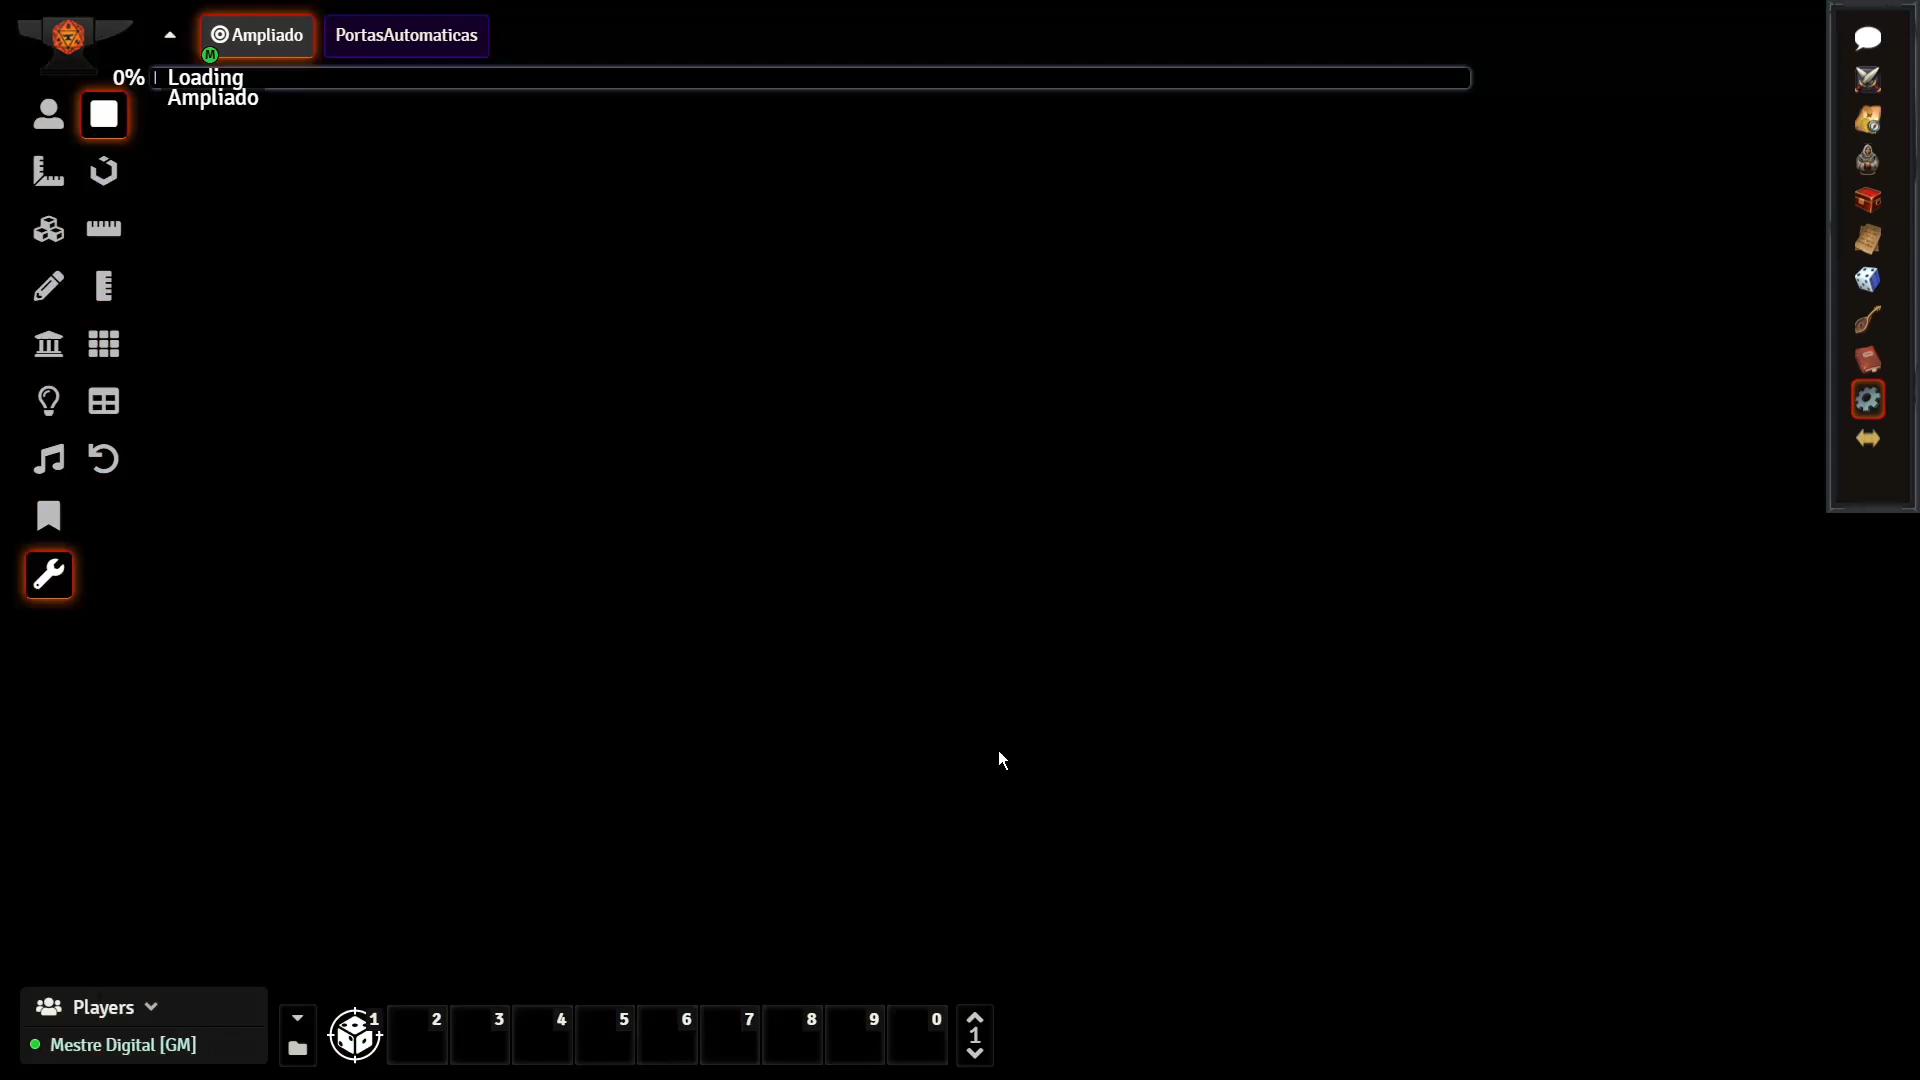 Ampliado
PortasAutomaticas
M
0%
Loading
Ampliado
Players
Mestre Digital [GM]
1 2 3 4 5 6 7 8 9 0
1